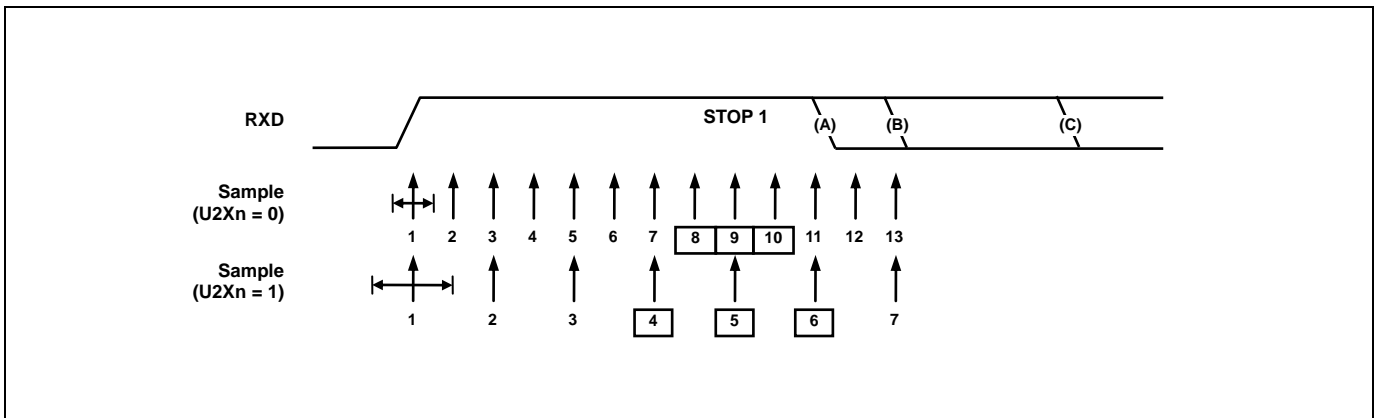 RXD
STOP 1
(A)
(B)
(C)
Sample
(U2Xn = 0)
1 2 3 4 5 6 7 8 9 10 11 12 13
Sample
(U2Xn = 1)
1 2 3 4 5 6 7